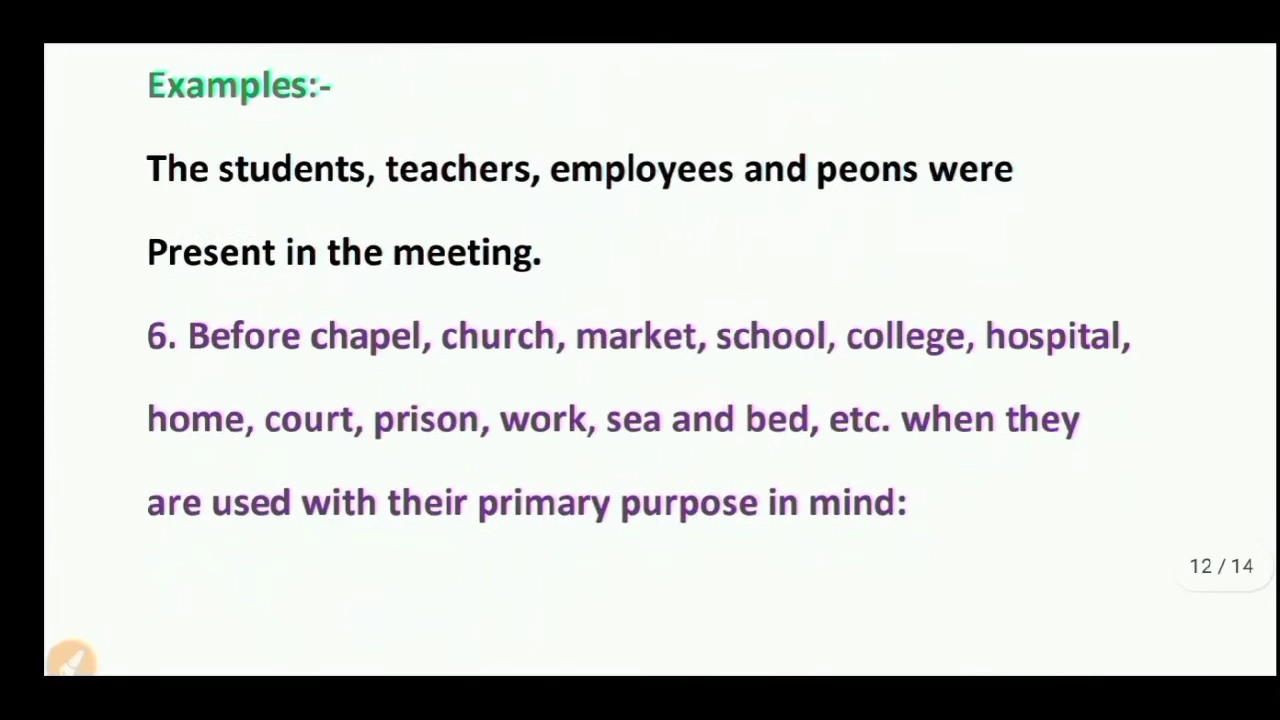 Examples:-
The students, teachers, employees and peons were
Present in the meeting.
6. Before chapel, church, market, school, college, hospital,
home, court, prison, work, sea and bed, etc. when they
are used with their primary purpose in mind:
12 / 14